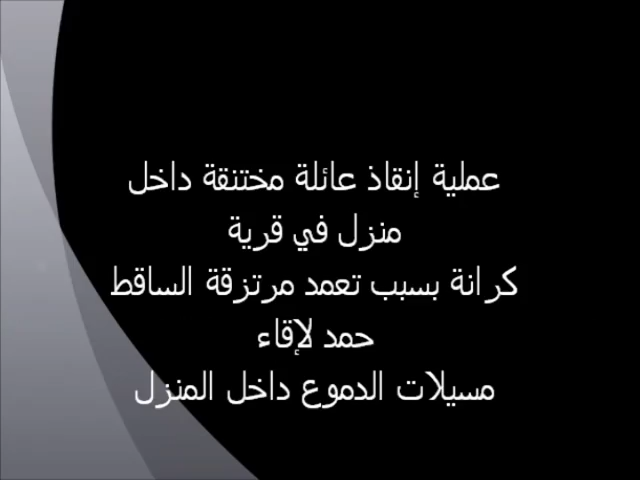 عملية إنقاذ عائلة مختنقة داخل
منزل في قرية
كرانة بسبب تعمد مرتزقة الساقط
حمد لإقاء
مسيلات الدموع داخل المنزل